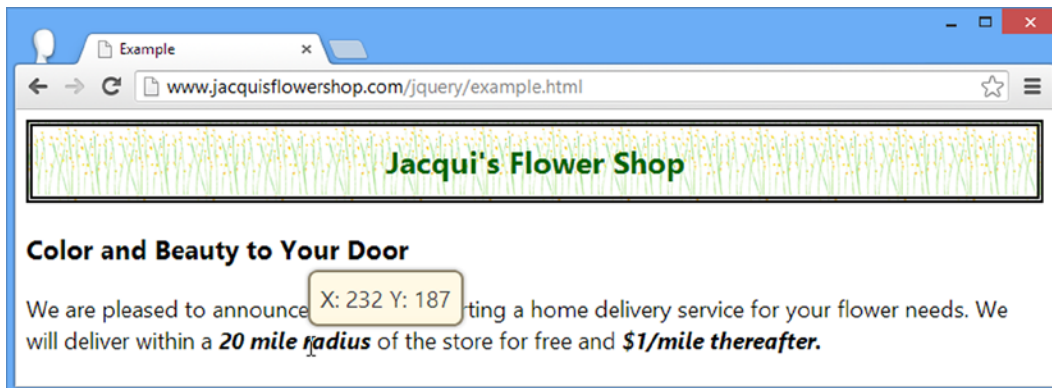 Example
www.jacquisflowershop.com/jquery/example.html
Jacqui's Flower Shop
Color and Beauty to Your Door
We are pleased to announce rting a home delivery service for your flower needs. We
X: 232 Y: 187
will deliver within a 20 mile radius of the store for free and $1/mile thereafter.